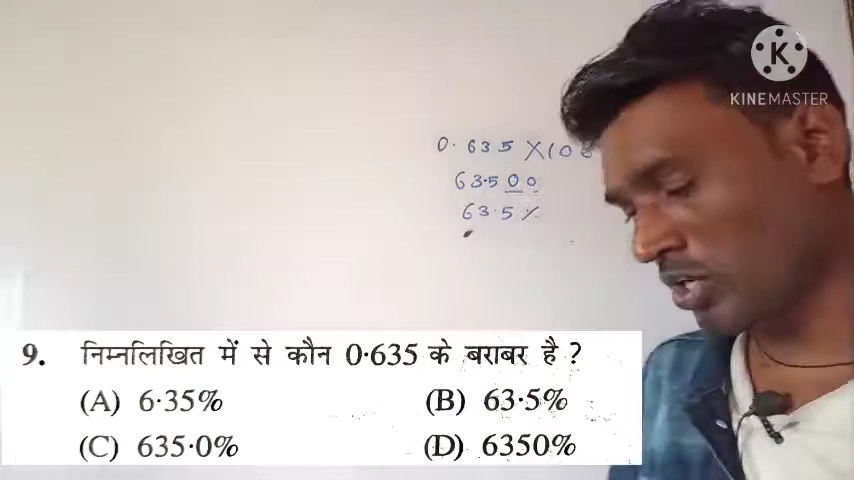 K
KINEMASTER
0.635 X100
63.500
63.5%
9. निम्नलिखित में से कौन 0·635 के बराबर है ?
(A) 6·35% (B) 63·5%
(C) 635·0% (D) 6350%